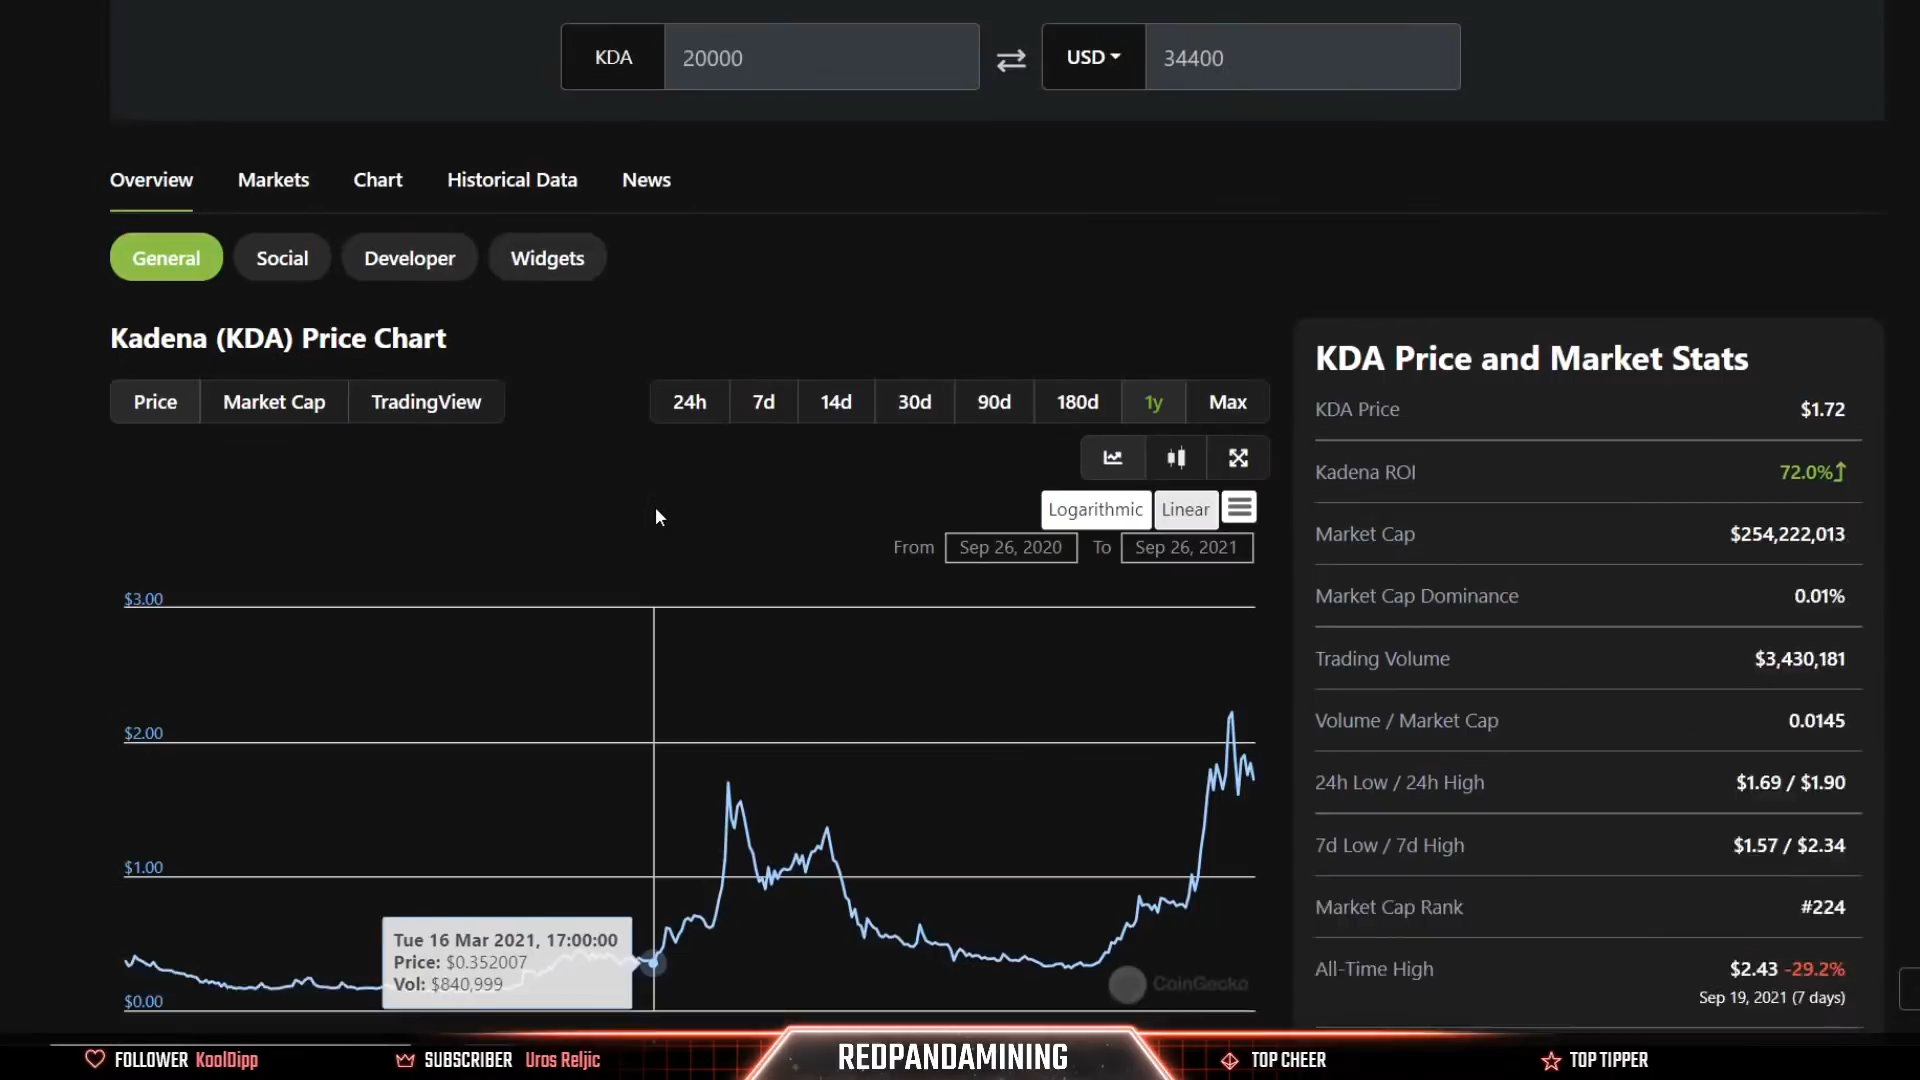 KDA 20000 USD 34400
Overview Markets Chart Historical Data News
General Social Developer Widgets
Kadena (KDA) Price Chart
Price Market Cap TradingView 24h 7d 14d 30d 90d 180d 1y Max
Logarithmic Linear
From Sep 26, 2020 To Sep 26, 2021
$3.00
$2.00
$1.00
$0.00
Tue 16 Mar 2021, 17:00:00
Price: $0.352007
Vol: $840,999
CoinGecko
KDA Price and Market Stats
KDA Price $1.72
Kadena ROI 72.0%
Market Cap $254,222,013
Market Cap Dominance 0.01%
Trading Volume $3,430,181
Volume / Market Cap 0.0145
24h Low / 24h High $1.69 / $1.90
7d Low / 7d High $1.57 / $2.34
Market Cap Rank #224
All-Time High $2.43 -29.2%
Sep 19, 2021 (7 days)
FOLLOWER KoolDipp SUBSCRIBER Uros Reljic REDPANDAMINING TOP CHEER TOP TIPPER